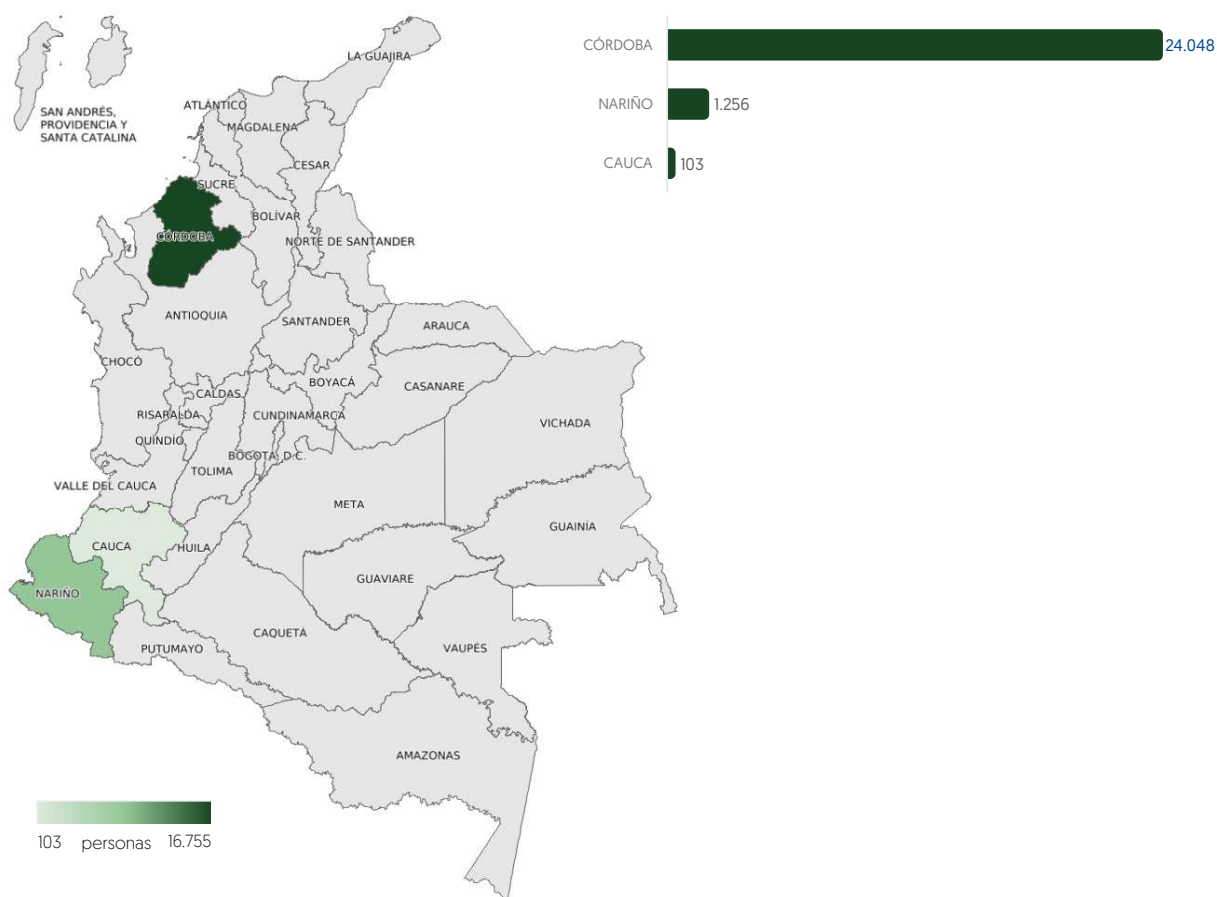 CÓRDOBA 24.048
NARIÑO 1.256
CAUCA 103
LA GUAJIRA
SAN ANDRÉS,
PROVIDENCIA Y
SANTA CATALINA
ATLÁNTICO
MAGDALENA
CESAR
SUCRE
BOLÍVAR
CÓRDOBA
NORTE DE SANTANDER
ANTIOQUIA
SANTANDER
ARAUCA
CHOCÓ
BOYACÁ
CASANARE
CALDAS
RISARALDA
CUNDINAMARCA
VICHADA
QUINDÍO
BOGOTÁ, D.C.
TOLIMA
VALLE DEL CAUCA
META
GUAINÍA
CAUCA
HUILA
GUAVIARE
NARIÑO
CAQUETÁ
PUTUMAYO
VAUPÉS
AMAZONAS
103 personas 16.755